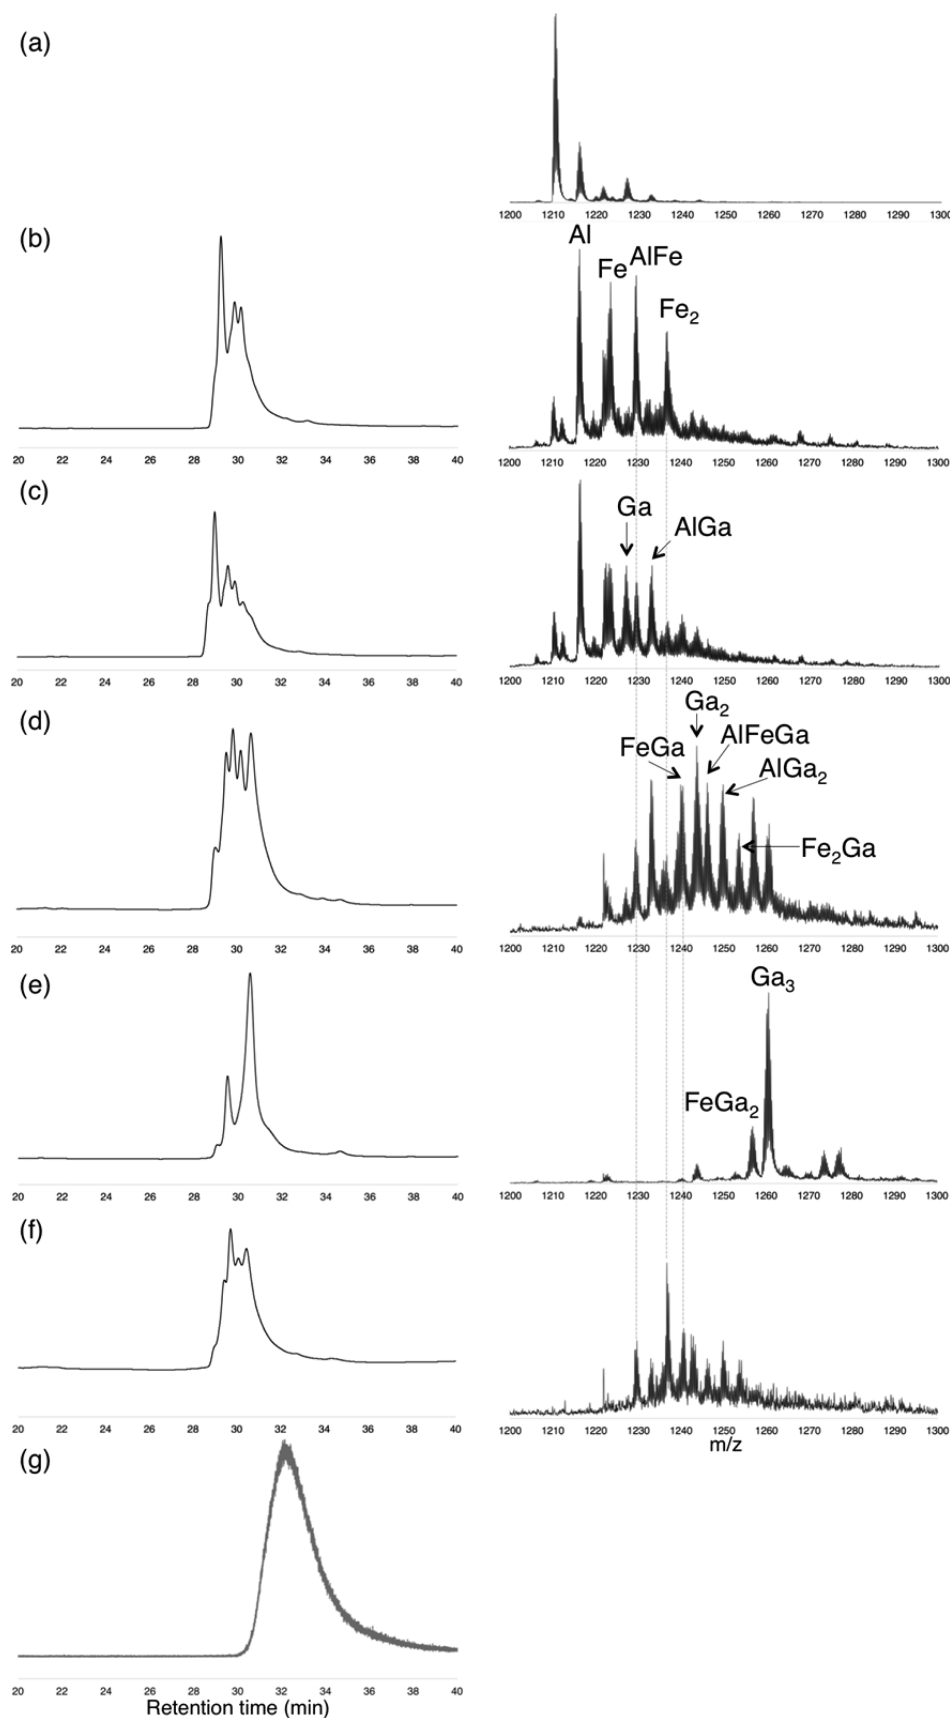 (a)
1200 1210 1220 1230 1240 1250 1260 1270 1280 1290 1300
(b)
Al
Fe
AlFe
Fe₂
20 22 24 26 28 30 32 34 36 38 40
1200 1210 1220 1230 1240 1250 1260 1270 1280 1290 1300
(c)
Ga
AlGa
20 22 24 26 28 30 32 34 36 38 40
1200 1210 1220 1230 1240 1250 1260 1270 1280 1290 1300
(d)
Ga₂
FeGa
AlFeGa
AlGa₂
Fe₂Ga
20 22 24 26 28 30 32 34 36 38 40
1200 1210 1220 1230 1240 1250 1260 1270 1280 1290 1300
(e)
Ga₃
FeGa₂
20 22 24 26 28 30 32 34 36 38 40
1200 1210 1220 1230 1240 1250 1260 1270 1280 1290 1300
(f)
20 22 24 26 28 30 32 34 36 38 40
1200 1210 1220 1230 1240 1250 1260 1270 1280 1290 1300
m/z
(g)
20 22 24 26 28 30 32 34 36 38 40
Retention time (min)